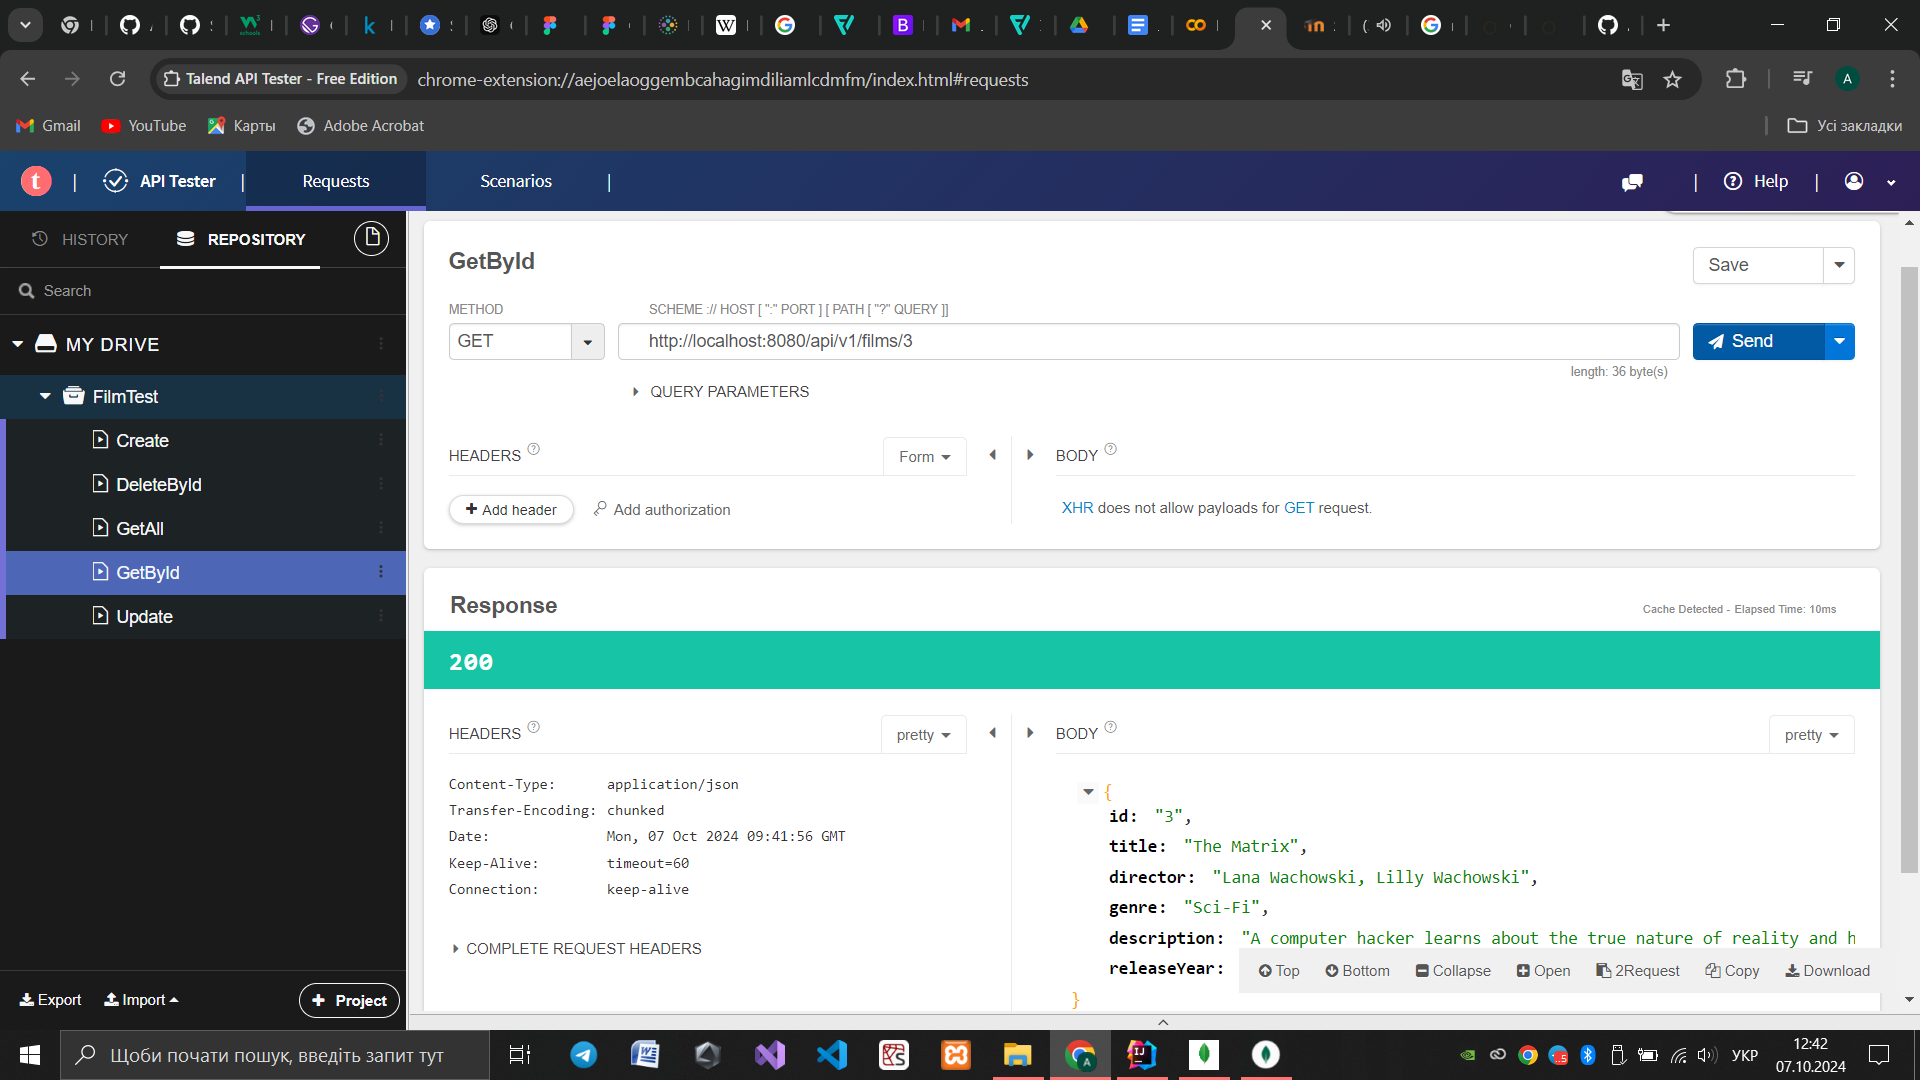 Talend API Tester - Free Edition
chrome-extension://aejoelaoggembcahagimdiliamlcdmfm/index.html#requests
A
Gmail
YouTube
Карты
Adobe Acrobat
Усі закладки
t
API Tester
Requests
Scenarios
Help
HISTORY
REPOSITORY
Search
MY DRIVE
FilmTest
Create
DeleteById
GetAll
GetById
Update
Export
Import
+ Project
GetById
Save
METHOD
SCHEME :// HOST [ ":" PORT ] [ PATH [ "?" QUERY ]]
GET
http://localhost:8080/api/v1/films/3
Send
length: 36 byte(s)
QUERY PARAMETERS
HEADERS
Form
BODY
+ Add header
Add authorization
XHR does not allow payloads for GET request.
Response
Cache Detected - Elapsed Time: 10ms
200
HEADERS
pretty
BODY
pretty
Content-Type: application/json
Transfer-Encoding: chunked
Date: Mon, 07 Oct 2024 09:41:56 GMT
Keep-Alive: timeout=60
Connection: keep-alive
COMPLETE REQUEST HEADERS
{
id: "3",
title: "The Matrix",
director: "Lana Wachowski, Lilly Wachowski",
genre: "Sci-Fi",
description: "A computer hacker learns about the true nature of reality and h
releaseYear:
}
Top
Bottom
Collapse
Open
2Request
Copy
Download
Щоби почати пошук, введіть запит тут
УКР
12:42
07.10.2024